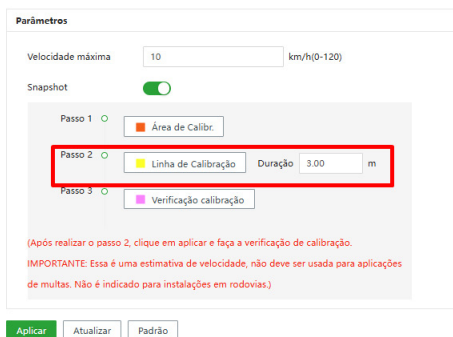 Parâmetros
Velocidade máxima 10 km/h(0-120)
Snapshot
Passo 1 Área de Calibr.
Passo 2 Linha de Calibração Duração 3.00 m
Passo 3 Verificação calibração
(Após realizar o passo 2, clique em aplicar e faça a verificação de calibração.
IMPORTANTE: Essa é uma estimativa de velocidade, não deve ser usada para aplicações
de multas. Não é indicado para instalações em rodovias.)
Aplicar Atualizar Padrão